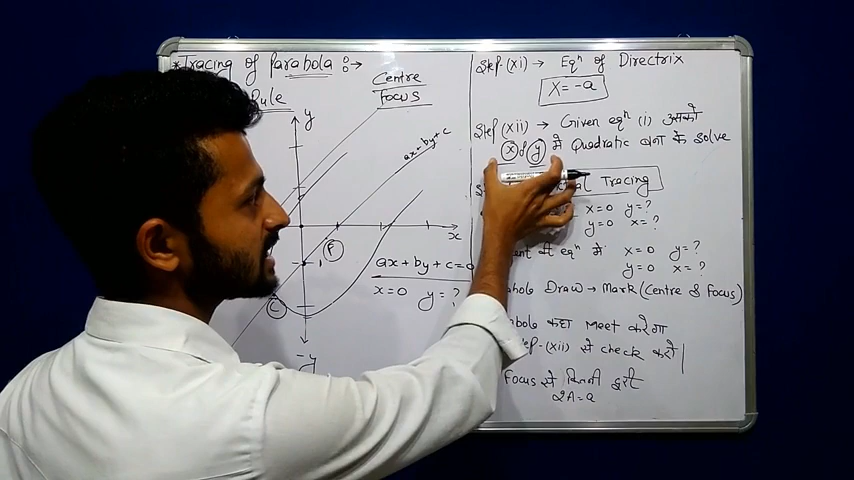 *Tracing of Parabola :→
Rule
Centre
Focus
y
ax+by+c
x
F
1
ax+by+c=0
x=0 y=?
C
-y
Step-(xi) → Eqⁿ of Directrix
X=-a
Step-(xii) → Given eqⁿ (i) उसको
x of y में Quadratic बना के solve
Tracing
x=0 y=?
y=0 x=?
eqⁿ में x=0 y=?
y=0 x=?
Draw → Mark (Centre & Focus)
कहा Meet करेगा
-(xii) से check करो
Focus से कितनी दुरी
2A=a